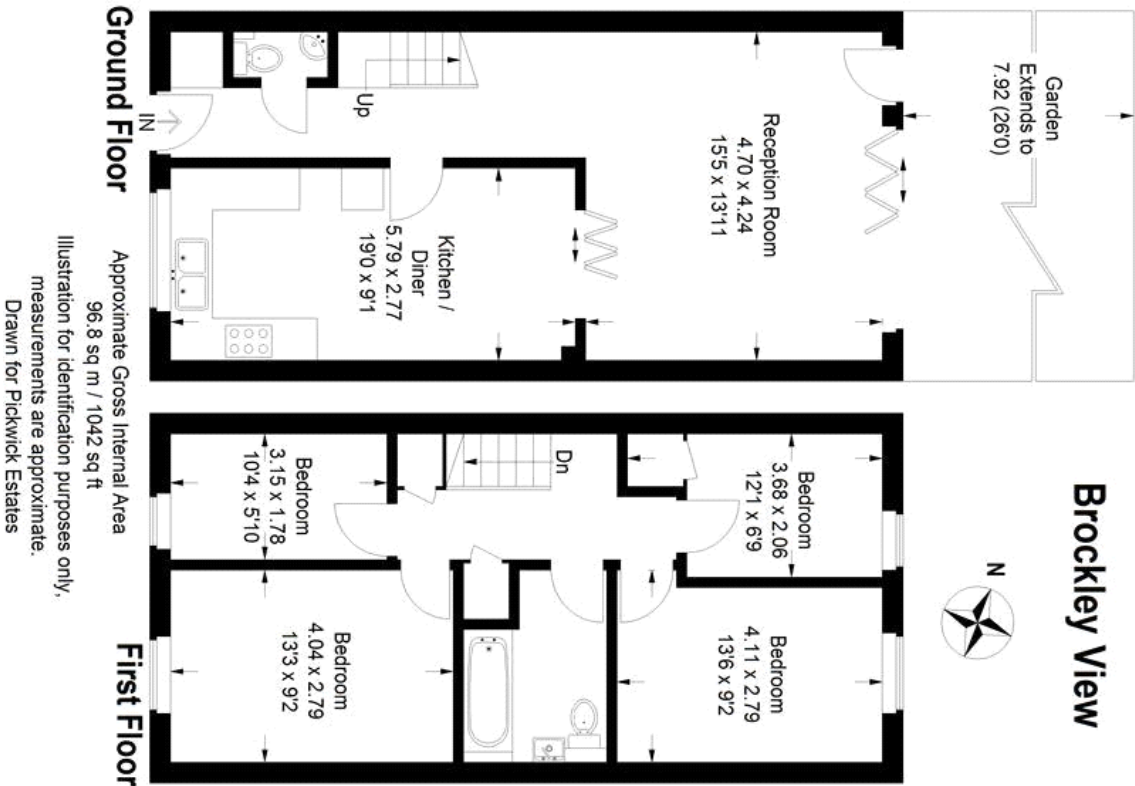 Brockley View
N
Garden
Extends to
7.92 (26'0)
Reception Room
4.70 x 4.24
15'5 x 13'11
Up
Kitchen /
Diner
5.79 x 2.77
19'0 x 9'1
IN
Ground Floor
Bedroom
3.68 x 2.06
12'1 x 6'9
Bedroom
4.11 x 2.79
13'6 x 9'2
Dn
Bedroom
3.15 x 1.78
10'4 x 5'10
Bedroom
4.04 x 2.79
13'3 x 9'2
First Floor
Approximate Gross Internal Area
96.8 sq m / 1042 sq ft
Illustration for identification purposes only,
measurements are approximate.
Drawn for Pickwick Estates